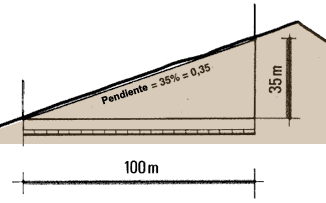 Pendiente = 35% = 0,35
35 m
100 m